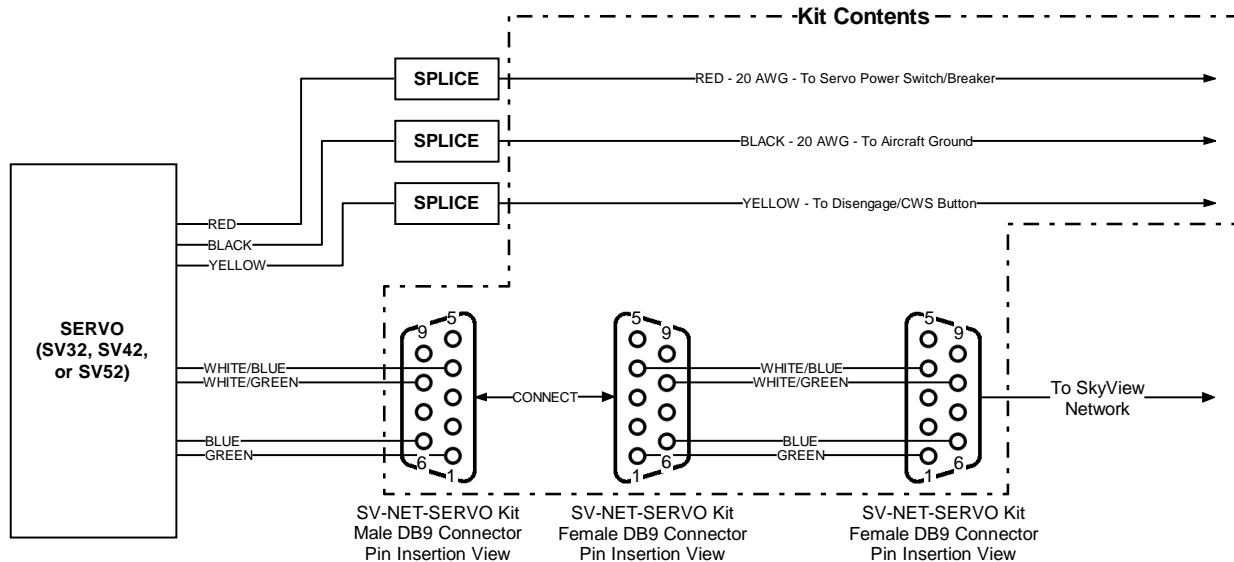 Kit Contents
SPLICE
RED - 20 AWG - To Servo Power Switch/Breaker
SPLICE
BLACK - 20 AWG - To Aircraft Ground
SPLICE
YELLOW - To Disengage/CWS Button
RED
BLACK
YELLOW
SERVO
(SV32, SV42,
or SV52)
WHITE/BLUE
WHITE/GREEN
BLUE
GREEN
9
5
6
1
CONNECT
5
9
6
1
WHITE/BLUE
WHITE/GREEN
BLUE
GREEN
5
9
6
1
To SkyView
Network
SV-NET-SERVO Kit
Male DB9 Connector
Pin Insertion View
SV-NET-SERVO Kit
Female DB9 Connector
Pin Insertion View
SV-NET-SERVO Kit
Female DB9 Connector
Pin Insertion View